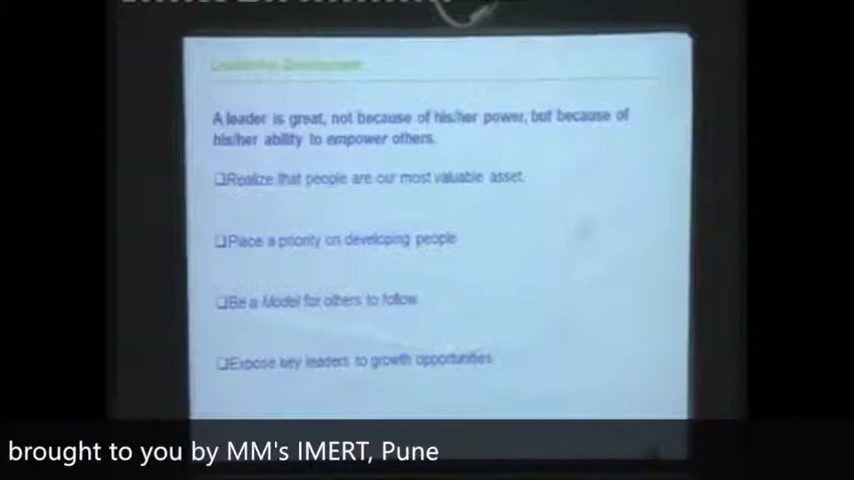 Leadership Development
A leader is great, not because of his/her power, but because of
his/her ability to empower others.
❑Realize that people are our most valuable asset.
❑Place a priority on developing people
❑Be a Model for others to follow
❑Expose key leaders to growth opportunities
brought to you by MM's IMERT, Pune